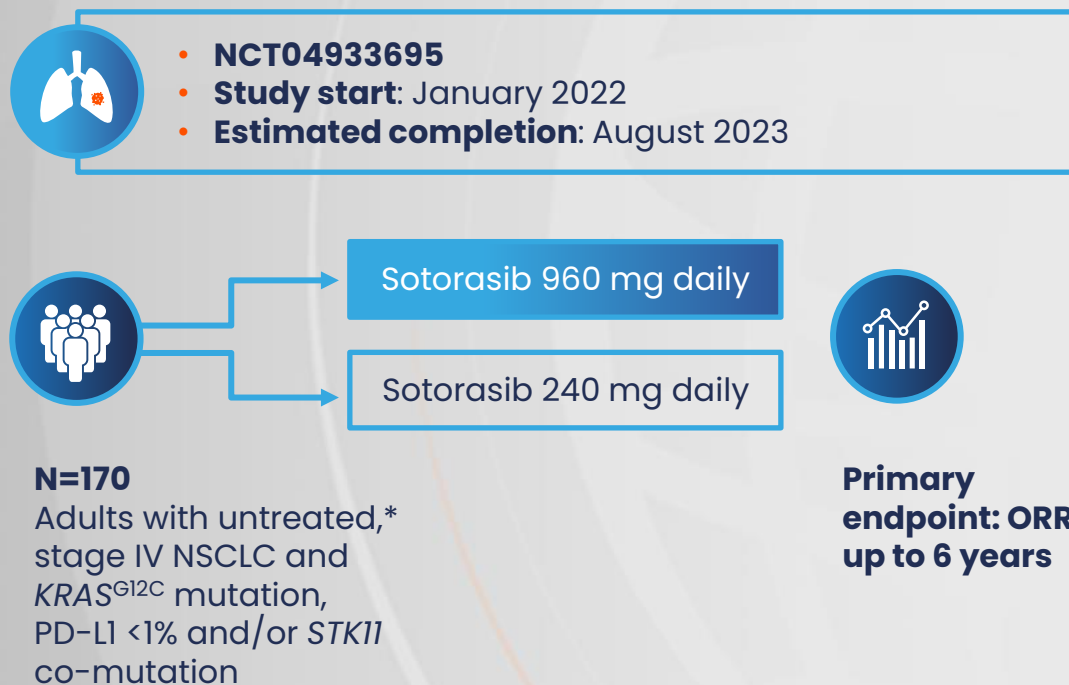 NCT04933695
Study start: January 2022
Estimated completion: August 2023
Sotorasib 960 mg daily
Sotorasib 240 mg daily
N=170
Adults with untreated,*
stage IV NSCLC and
KRASG12C mutation,
PD-L1 <1% and/or STK11
co-mutation
Primary
endpoint: ORR
up to 6 years